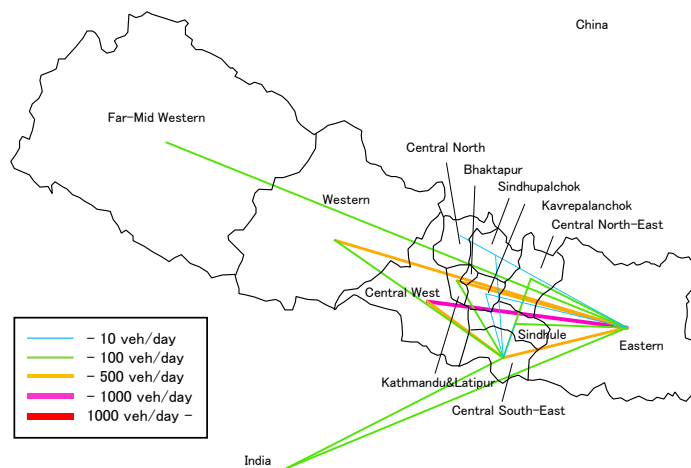 China
Far-Mid Western
Central North
Bhaktapur
Sindhupalchok
Kavrepalanchok
Western
Central North-East
Central West
Sindhule
Eastern
- 10 veh/day
- 100 veh/day
- 500 veh/day
- 1000 veh/day
1000 veh/day -
Kathmandu&Latipur
Central South-East
India